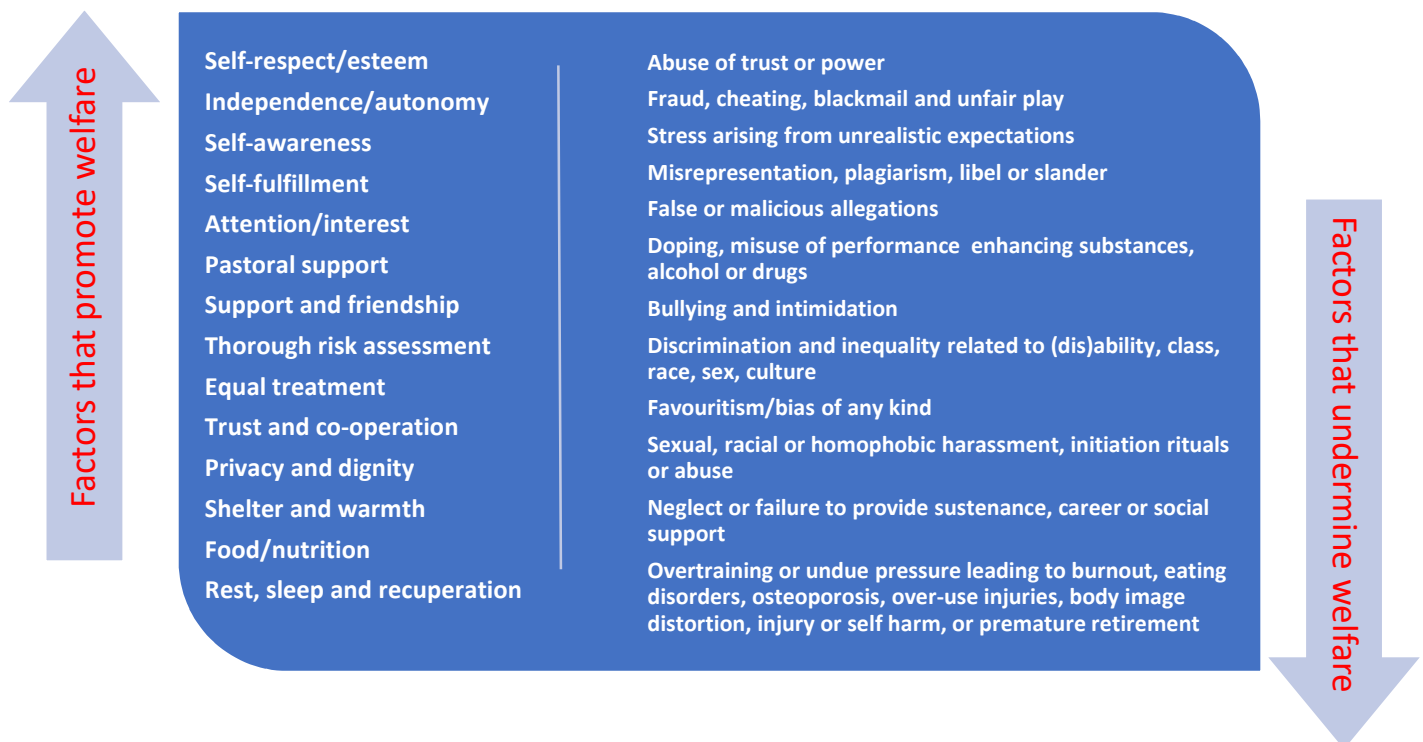 Factors that promote welfare
Self-respect/esteem
Independence/autonomy
Self-awareness
Self-fulfillment
Attention/interest
Pastoral support
Support and friendship
Thorough risk assessment
Equal treatment
Trust and co-operation
Privacy and dignity
Shelter and warmth
Food/nutrition
Rest, sleep and recuperation
Abuse of trust or power
Fraud, cheating, blackmail and unfair play
Stress arising from unrealistic expectations
Misrepresentation, plagiarism, libel or slander
False or malicious allegations
Doping, misuse of performance enhancing substances,
alcohol or drugs
Bullying and intimidation
Discrimination and inequality related to (dis)ability, class,
race, sex, culture
Favouritism/bias of any kind
Sexual, racial or homophobic harassment, initiation rituals
or abuse
Neglect or failure to provide sustenance, career or social
support
Overtraining or undue pressure leading to burnout, eating
disorders, osteoporosis, over-use injuries, body image
distortion, injury or self harm, or premature retirement
Factors that undermine welfare